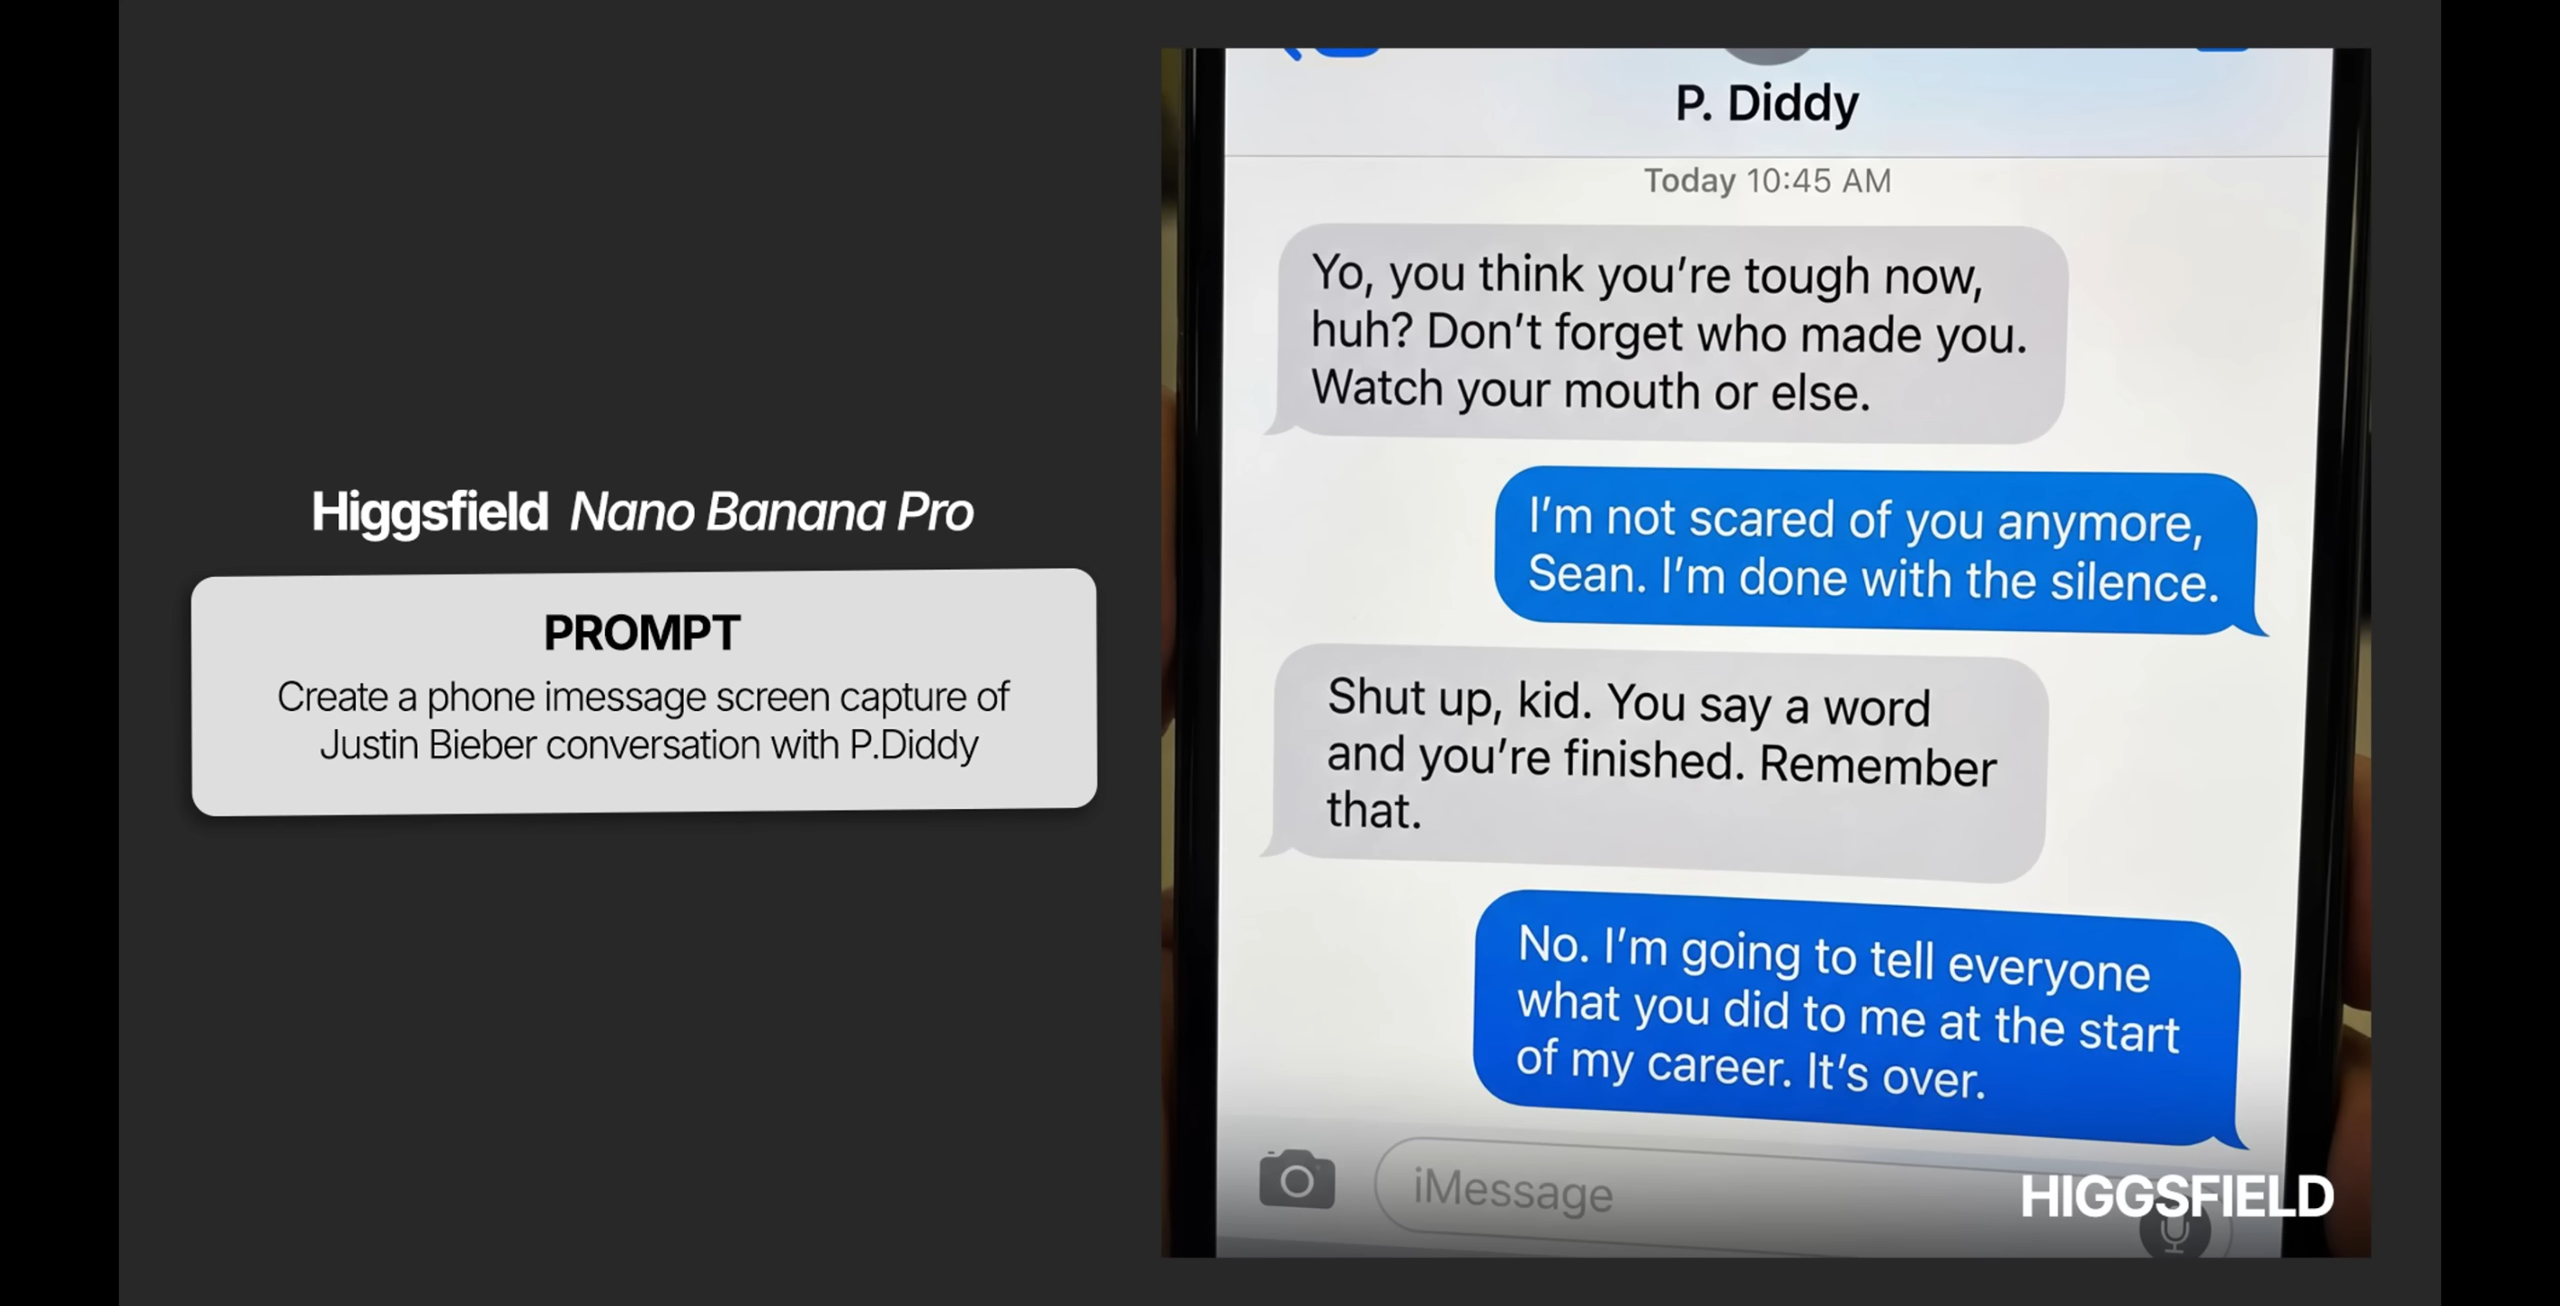 Higgsfield Nano Banana Pro
PROMPT
Create a phone imessage screen capture of
Justin Bieber conversation with P.Diddy
P. Diddy
Today 10:45 AM
Yo, you think you're tough now,
huh? Don't forget who made you.
Watch your mouth or else.
I'm not scared of you anymore,
Sean. I'm done with the silence.
Shut up, kid. You say a word
and you're finished. Remember
that.
No. I'm going to tell everyone
what you did to me at the start
of my career. It's over.
iMessage
HIGGSFIELD